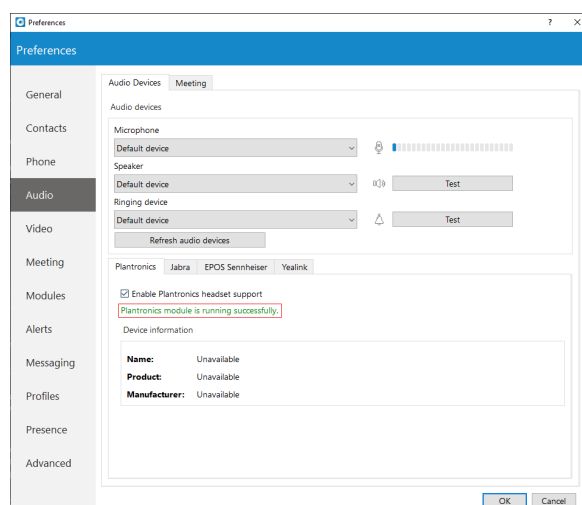 Preferences
?
Preferences
General
Contacts
Phone
Audio
Video
Meeting
Modules
Alerts
Messaging
Profiles
Presence
Advanced
Audio Devices Meeting
Audio devices
Microphone
Default device
Speaker
Default device
Test
Ringing device
Default device
Test
Refresh audio devices
Plantronics Jabra EPOS Sennheiser Yealink
Enable Plantronics headset support
Plantronics module is running successfully.
Device information
Name: Unavailable
Product: Unavailable
Manufacturer: Unavailable
OK Cancel